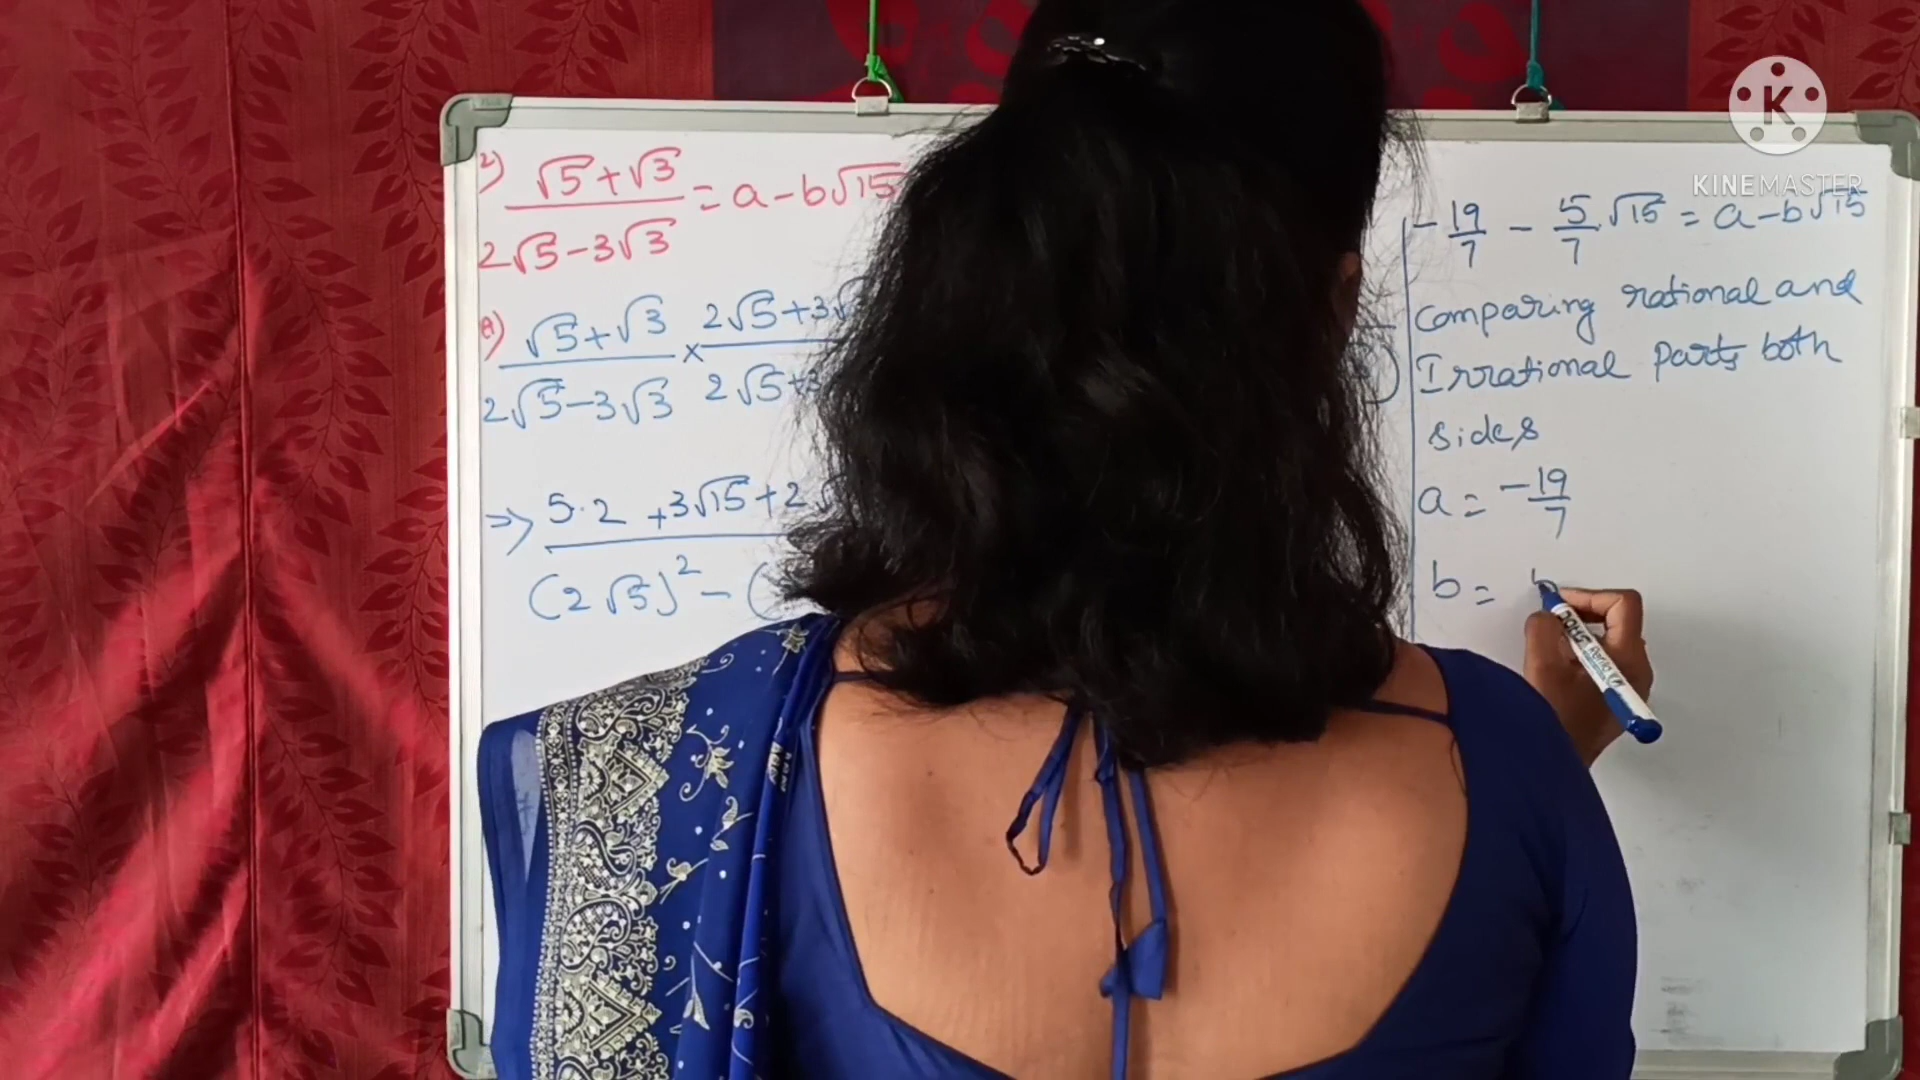 2) √5+√3 / 2√5-3√3 = a-b√15
A) √5+√3 / 2√5-3√3 × 2√5+3√ / 2√5+3
=> 5·2 +3√15+2√ / (2√5)² - (
-19/7 - 5/7 √15 = a-b√15
Comparing rational and
Irrational parts both
sides
a = -19/7
b =
K
KINEMASTER